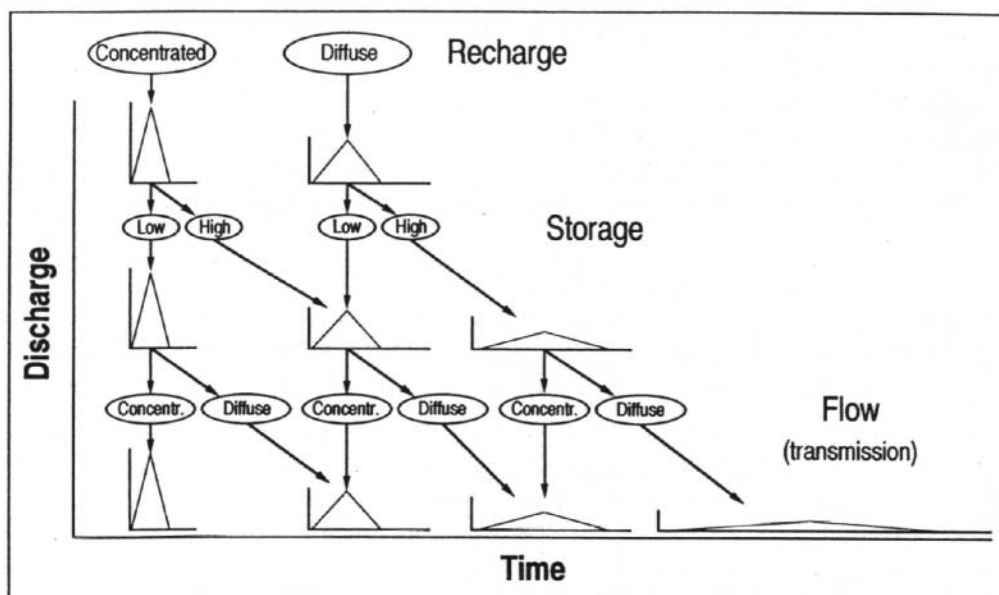 Concentrated Diffuse Recharge
Low High Low High Storage
Discharge
Concentr. Diffuse Concentr. Diffuse Concentr. Diffuse Flow
(transmission)
Time